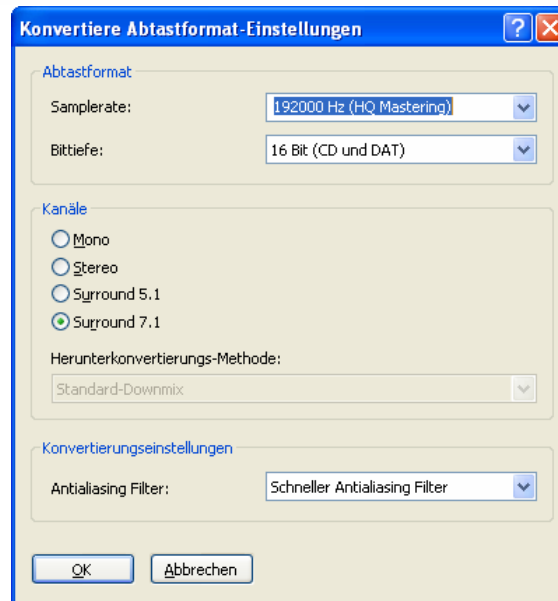 Konvertiere Abtastformat-Einstellungen
Abtastformat
Samplerate: 192000 Hz (HQ Mastering)
Bittiefe: 16 Bit (CD und DAT)
Kanäle
Mono
Stereo
Surround 5.1
Surround 7.1
Herunterkonvertierungs-Methode:
Standard-Downmix
Konvertierungseinstellungen
Antialiasing Filter: Schneller Antialiasing Filter
OK Abbrechen